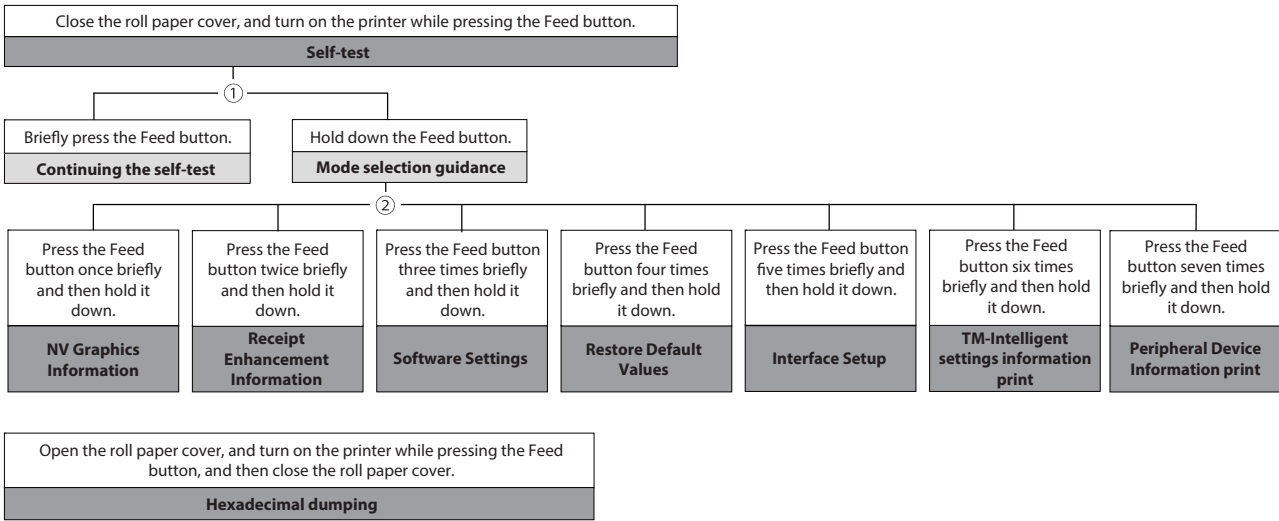 Close the roll paper cover, and turn on the printer while pressing the Feed button.
Self-test
①
Briefly press the Feed button.
Continuing the self-test
Hold down the Feed button.
Mode selection guidance
②
Press the Feed
button once briefly
and then hold it
down.
NV Graphics
Information
Press the Feed
button twice briefly
and then hold it
down.
Receipt
Enhancement
Information
Press the Feed button
three times briefly
and then hold it
down.
Software Settings
Press the Feed
button four times
briefly and then hold
it down.
Restore Default
Values
Press the Feed button
five times briefly and
then hold it down.
Interface Setup
Press the Feed
button six times
briefly and then hold
it down.
TM-Intelligent
settings information
print
Press the Feed
button seven times
briefly and then hold
it down.
Peripheral Device
Information print
Open the roll paper cover, and turn on the printer while pressing the Feed
button, and then close the roll paper cover.
Hexadecimal dumping